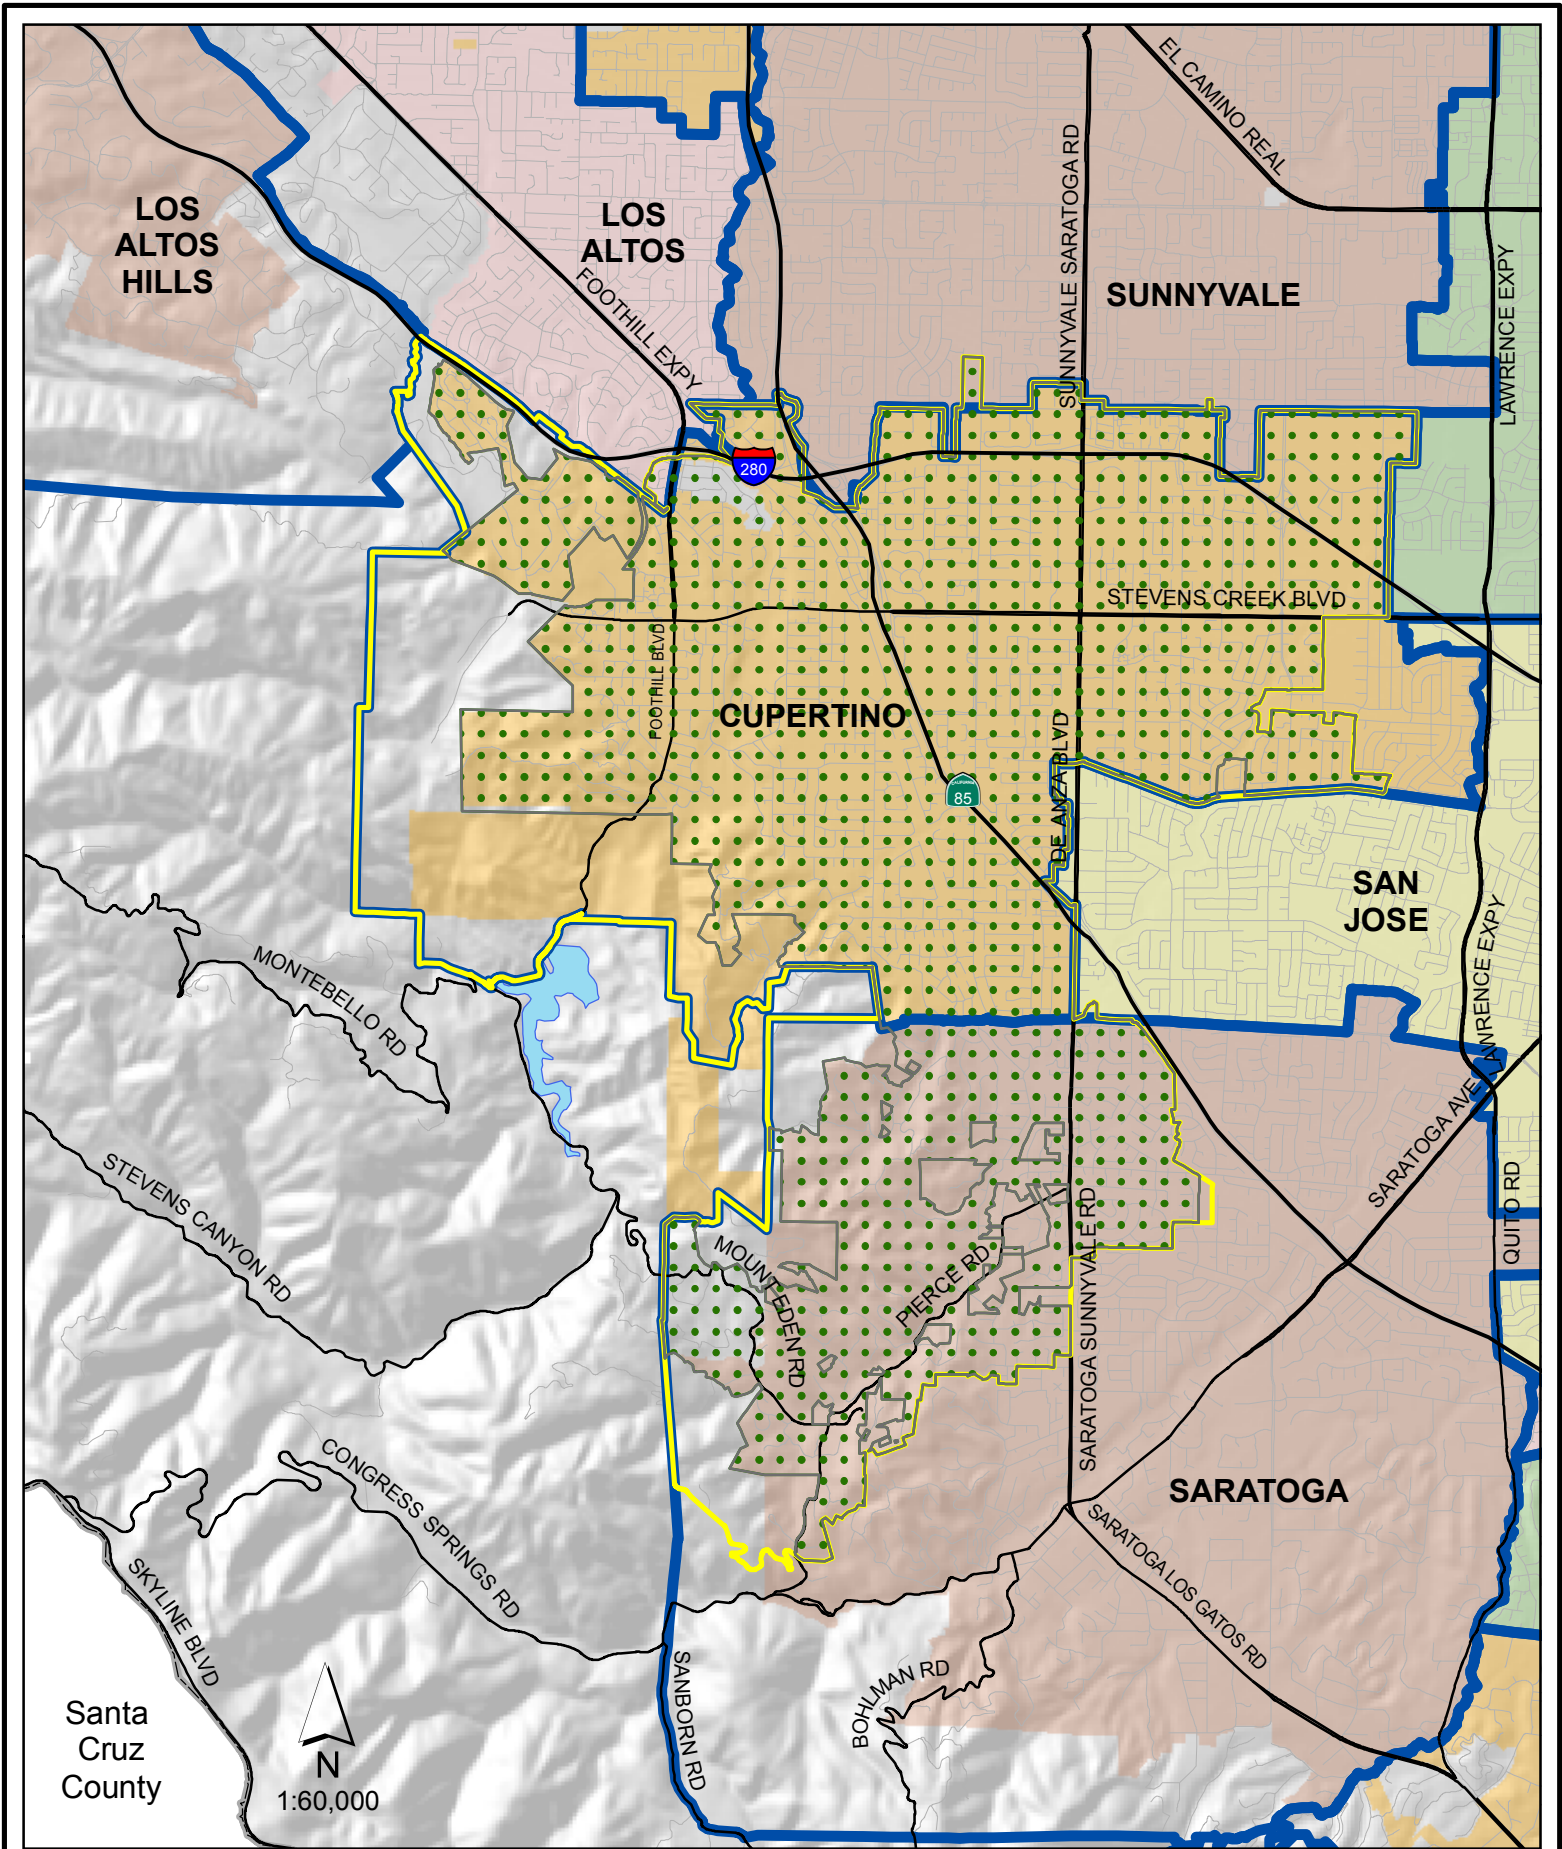 EL CAMINO REAL
SUNNYVALE SARATOGA RD
LOS
ALTOS
HILLS
LOS
ALTOS
FOOTHILL EXPY
SUNNYVALE
LAWRENCE EXPY
280
STEVENS CREEK BLVD
FOOTHILL BLVD
CUPERTINO
DE ANZA BLVD
CALIFORNIA
85
SAN
JOSE
LAWRENCE EXPY
MONTEBELLO RD
SARATOGA AVE
STEVENS CANYON RD
QUITO RD
MOUNT EDEN RD
PIERCE RD
SARATOGA SUNNYVALE RD
CONGRESS SPRINGS RD
SARATOGA
SARATOGA LOS GATOS RD
SKYLINE BLVD
SANBORN RD
BOHLMAN RD
Santa
Cruz
County
N
1:60,000